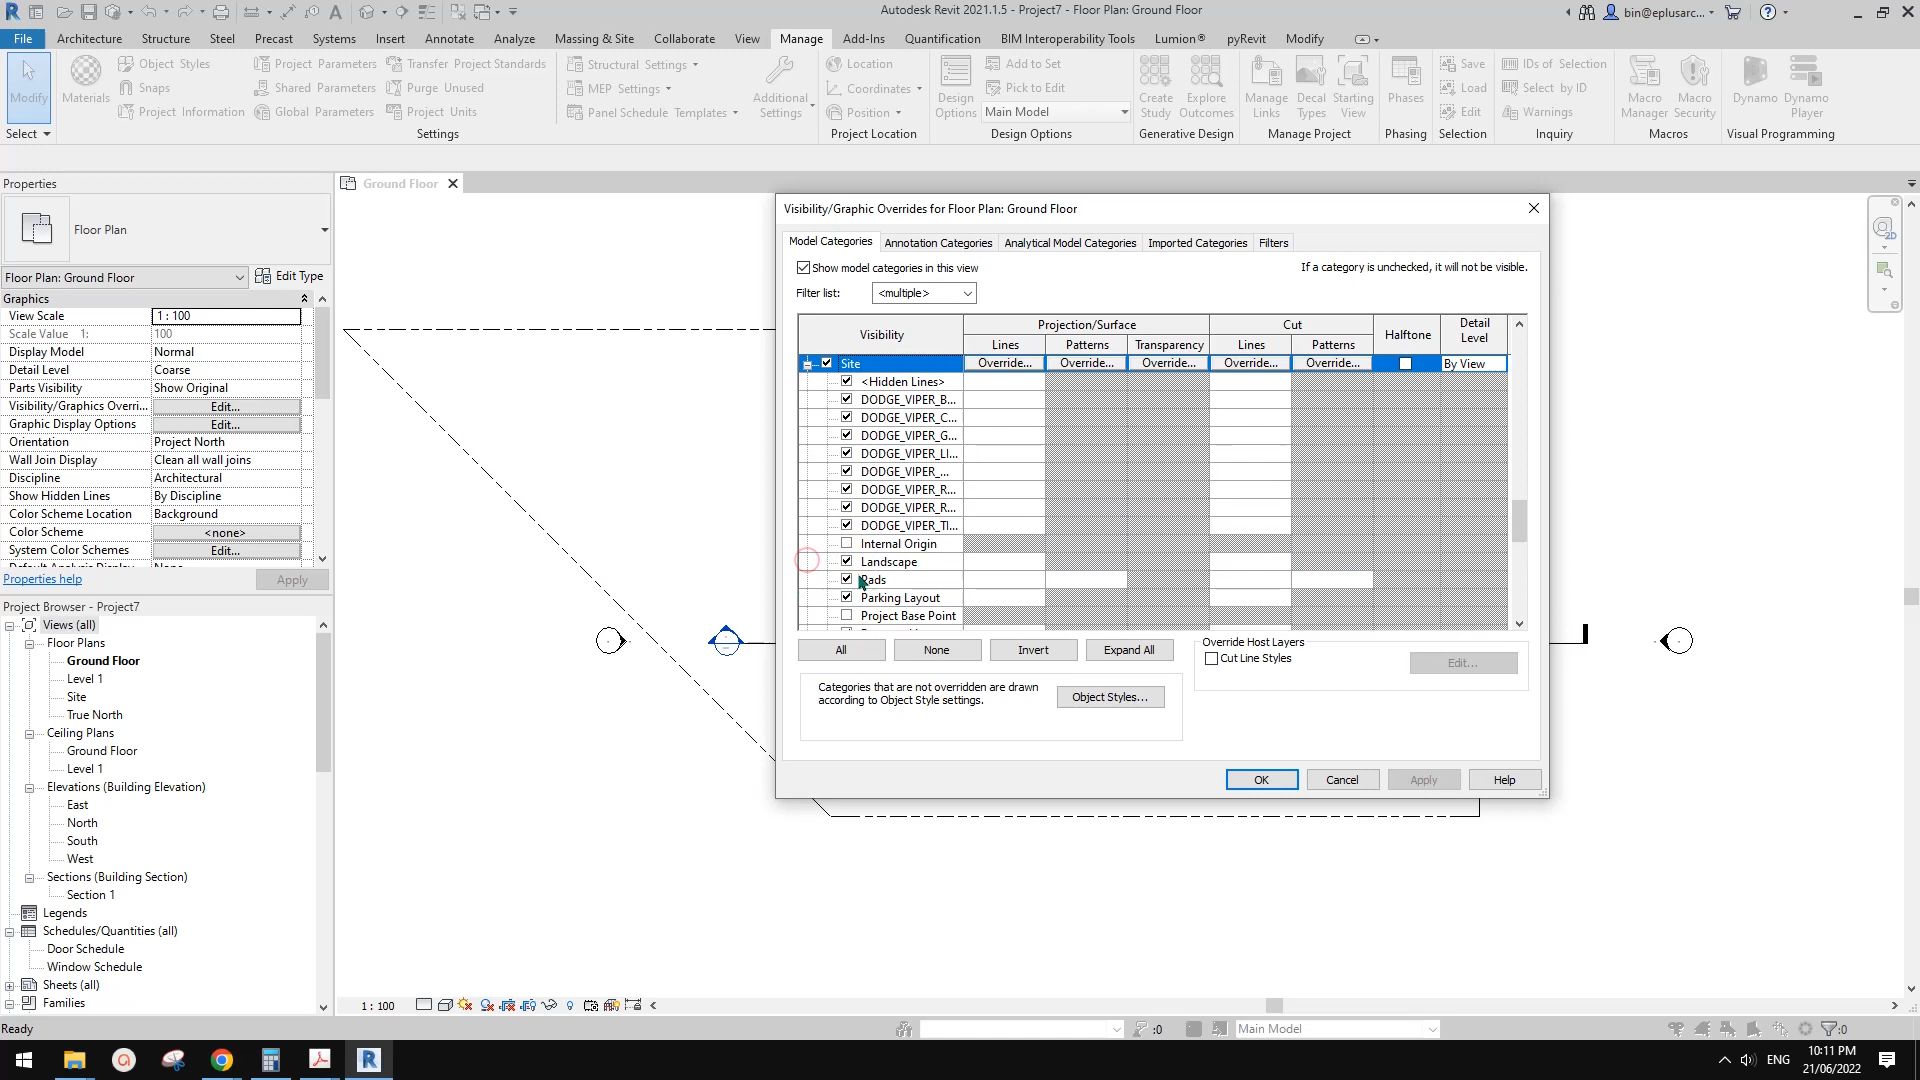 Autodesk Revit 2021.1.5 - Project7 - Floor Plan: Ground Floor
bin@eplusarc...
File Architecture Structure Steel Precast Systems Insert Annotate Analyze Massing & Site Collaborate View Manage Add-Ins Quantification BIM Interoperability Tools Lumion® pyRevit Modify
Modify
Materials
Object Styles
Snaps
Project Information
Project Parameters
Shared Parameters
Global Parameters
Transfer Project Standards
Purge Unused
Project Units
Structural Settings
MEP Settings
Panel Schedule Templates
Additional Settings
Location
Coordinates
Position
Design Options
Add to Set
Pick to Edit
Main Model
Create Study
Explore Outcomes
Manage Links
Decal Types
Starting View
Phases
Save
Load
Edit
IDs of Selection
Select by ID
Warnings
Macro Manager
Macro Security
Dynamo
Dynamo Player
Select Settings Project Location Design Options Generative Design Manage Project Phasing Selection Inquiry Macros Visual Programming
Properties
Floor Plan
Floor Plan: Ground Floor
Edit Type
Graphics
View Scale 1 : 100
Scale Value 1: 100
Display Model Normal
Detail Level Coarse
Parts Visibility Show Original
Visibility/Graphics Overri... Edit...
Graphic Display Options Edit...
Orientation Project North
Wall Join Display Clean all wall joins
Discipline Architectural
Show Hidden Lines By Discipline
Color Scheme Location Background
Color Scheme <none>
System Color Schemes Edit...
Properties help
Apply
Project Browser - Project7
Views (all)
Floor Plans
Ground Floor
Level 1
Site
True North
Ceiling Plans
Ground Floor
Level 1
Elevations (Building Elevation)
East
North
South
West
Sections (Building Section)
Section 1
Legends
Schedules/Quantities (all)
Door Schedule
Window Schedule
Sheets (all)
Families
Ground Floor
Visibility/Graphic Overrides for Floor Plan: Ground Floor
Model Categories Annotation Categories Analytical Model Categories Imported Categories Filters
Show model categories in this view
If a category is unchecked, it will not be visible.
Filter list: <multiple>
Visibility Projection/Surface Cut Halftone Detail Level
Lines Patterns Transparency Lines Patterns
Site Override... Override... Override... Override... Override... By View
<Hidden Lines>
DODGE_VIPER_B...
DODGE_VIPER_C...
DODGE_VIPER_G...
DODGE_VIPER_LI...
DODGE_VIPER_...
DODGE_VIPER_R...
DODGE_VIPER_R...
DODGE_VIPER_TI...
Internal Origin
Landscape
Pads
Parking Layout
Project Base Point
All None Invert Expand All
Override Host Layers
Cut Line Styles
Edit...
Categories that are not overridden are drawn
according to Object Style settings.
Object Styles...
OK Cancel Apply Help
1 : 100
Ready
:0
Main Model
:0
ENG
10:11 PM
21/06/2022